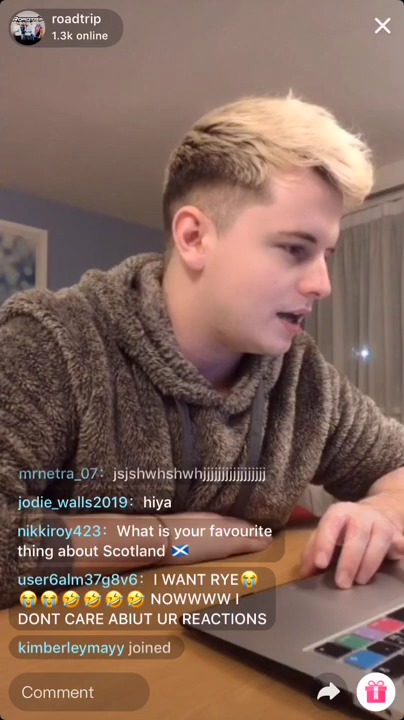 roadtrip
1.3k online
mrnetra_07: jsjshwhshwhjjjjjjjjjjjjjjjjj
jodie_walls2019: hiya
nikkiroy423: What is your favourite
thing about Scotland 🏴󠁧󠁢󠁳󠁣󠁴󠁿
user6alm37g8v6: I WANT RYE😭
😭😭🤣🤣🤣🤣 NOWWWW I
DONT CARE ABIUT UR REACTIONS
kimberleymayy joined
Comment